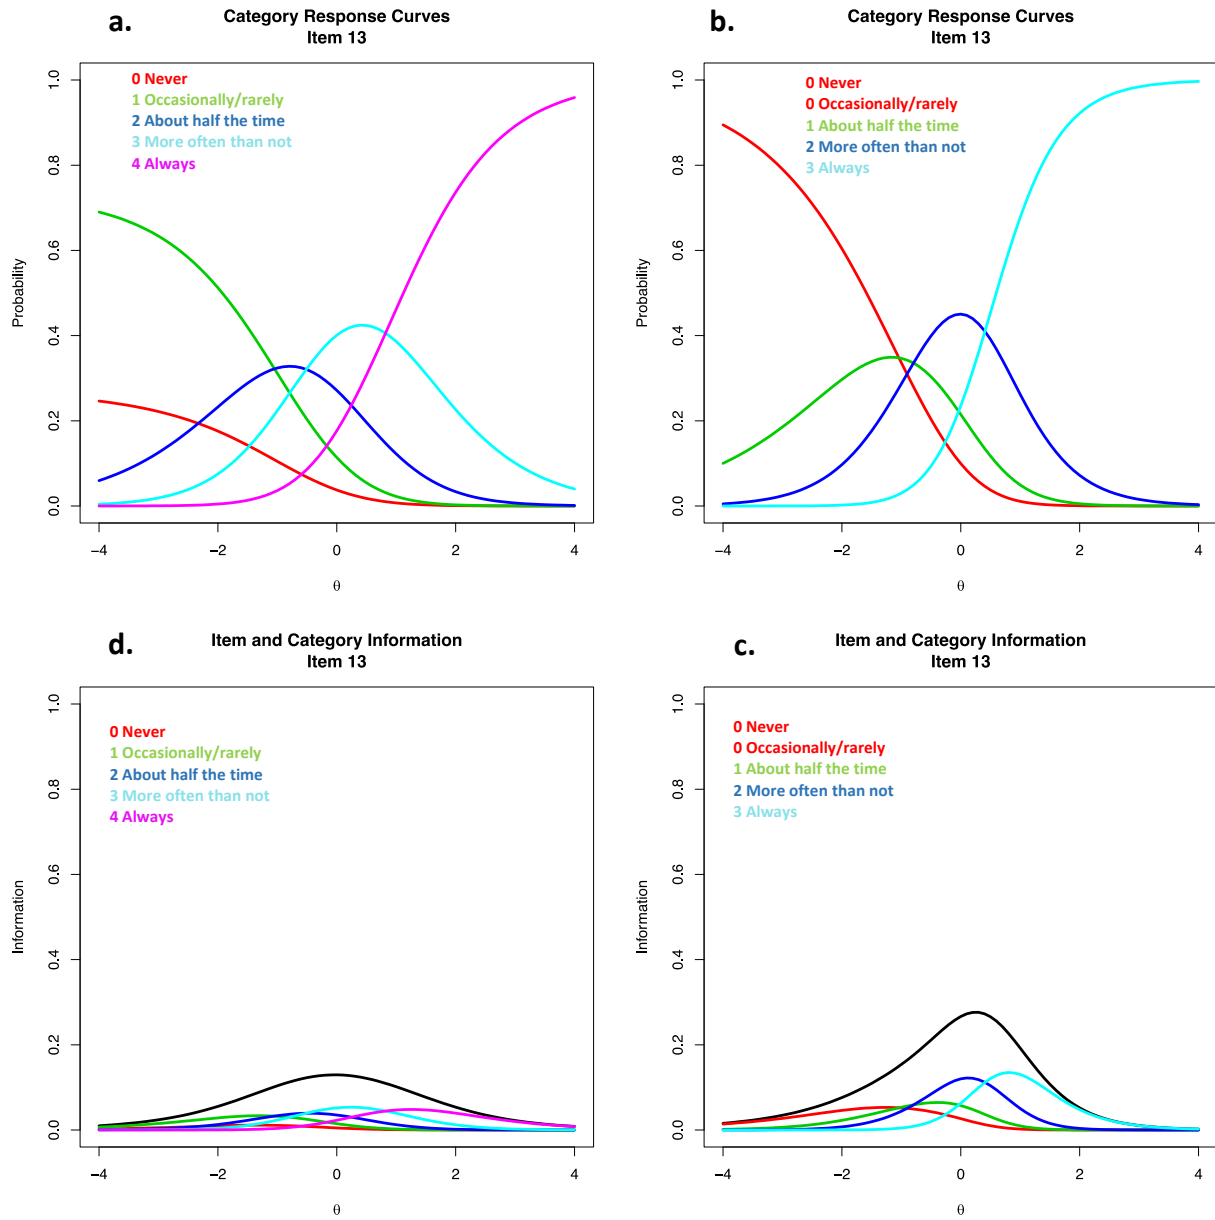 a.
Category Response Curves
Item 13
0 Never
1 Occasionally/rarely
2 About half the time
3 More often than not
4 Always
Probability
0.0
0.2
0.4
0.6
0.8
1.0
−4
−2
0
2
4
θ
b.
Category Response Curves
Item 13
0 Never
0 Occasionally/rarely
1 About half the time
2 More often than not
3 Always
Probability
0.0
0.2
0.4
0.6
0.8
1.0
−4
−2
0
2
4
θ
d.
Item and Category Information
Item 13
0 Never
1 Occasionally/rarely
2 About half the time
3 More often than not
4 Always
Information
0.0
0.2
0.4
0.6
0.8
1.0
−4
−2
0
2
4
θ
c.
Item and Category Information
Item 13
0 Never
0 Occasionally/rarely
1 About half the time
2 More often than not
3 Always
Information
0.0
0.2
0.4
0.6
0.8
1.0
−4
−2
0
2
4
θ